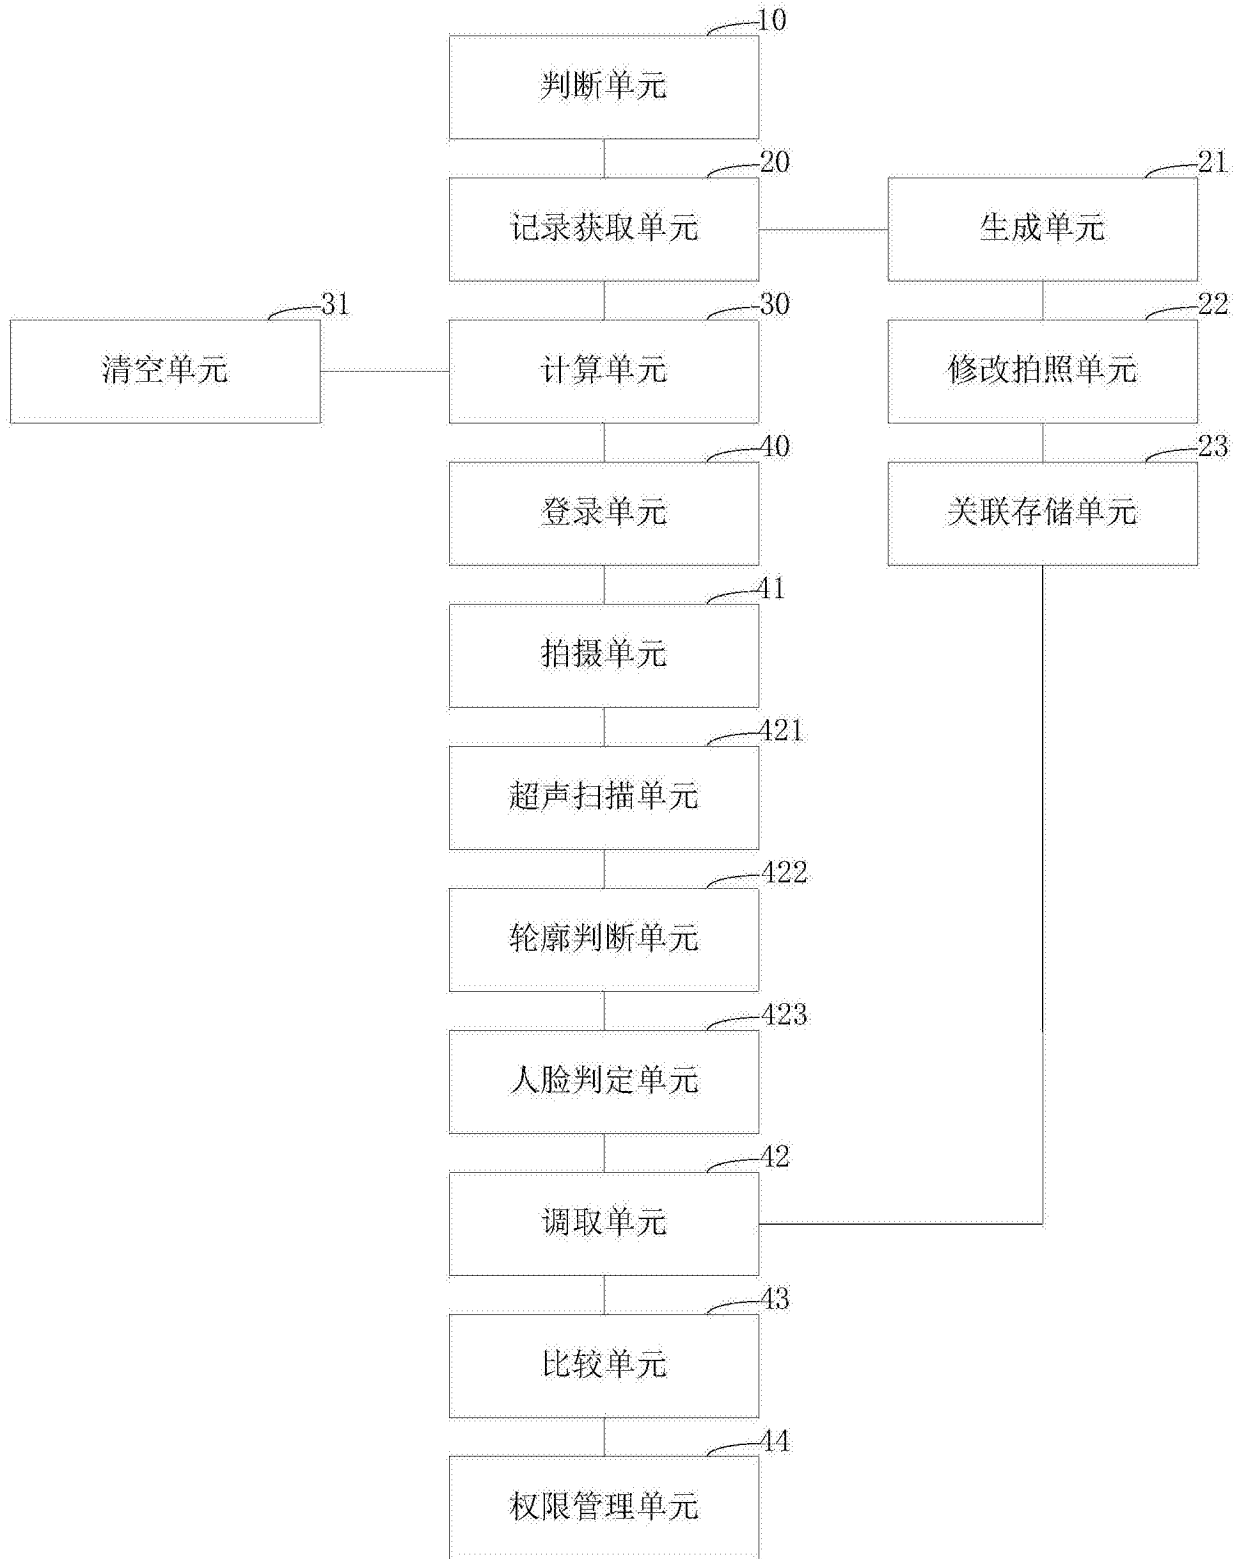 10
判断单元
20
记录获取单元
21
生成单元
31
清空单元
30
计算单元
22
修改拍照单元
40
登录单元
23
关联存储单元
41
拍摄单元
421
超声扫描单元
422
轮廓判断单元
423
人脸判定单元
42
调取单元
43
比较单元
44
权限管理单元